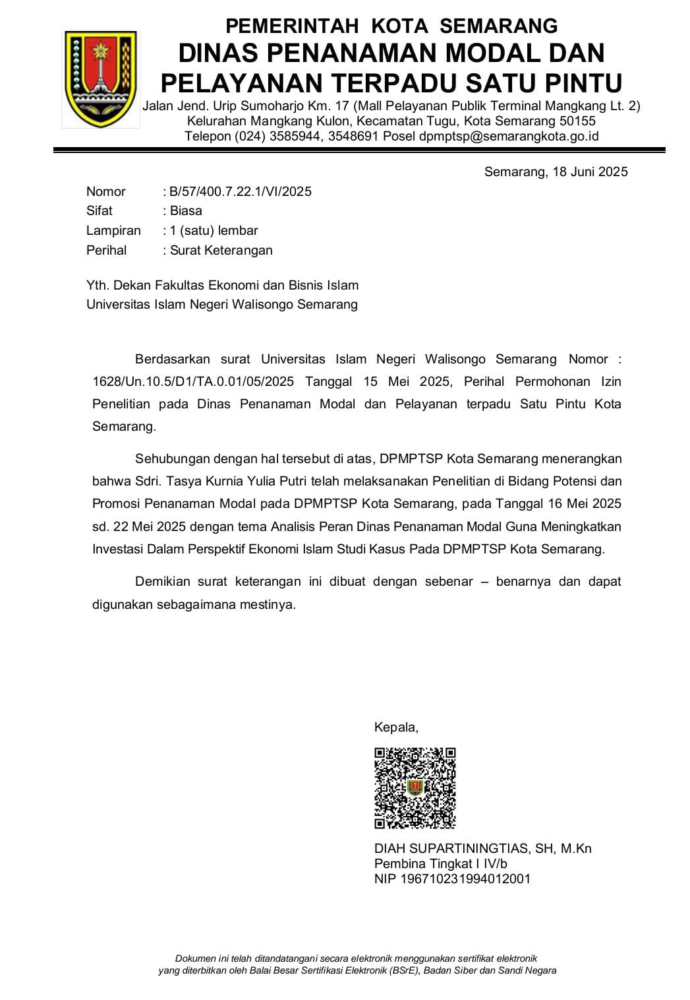 PEMERINTAH KOTA SEMARANG
DINAS PENANAMAN MODAL DAN
PELAYANAN TERPADU SATU PINTU
Jalan Jend. Urip Sumoharjo Km. 17 (Mall Pelayanan Publik Terminal Mangkang Lt. 2)
Kelurahan Mangkang Kulon, Kecamatan Tugu, Kota Semarang 50155
Telepon (024) 3585944, 3548691 Posel dpmptsp@semarangkota.go.id
Semarang, 18 Juni 2025
Nomor : B/57/400.7.22.1/VI/2025
Sifat : Biasa
Lampiran : 1 (satu) lembar
Perihal : Surat Keterangan
Yth. Dekan Fakultas Ekonomi dan Bisnis Islam
Universitas Islam Negeri Walisongo Semarang
Berdasarkan surat Universitas Islam Negeri Walisongo Semarang Nomor :
1628/Un.10.5/D1/TA.0.01/05/2025 Tanggal 15 Mei 2025, Perihal Permohonan Izin
Penelitian pada Dinas Penanaman Modal dan Pelayanan terpadu Satu Pintu Kota
Semarang.
Sehubungan dengan hal tersebut di atas, DPMPTSP Kota Semarang menerangkan
bahwa Sdri. Tasya Kurnia Yulia Putri telah melaksanakan Penelitian di Bidang Potensi dan
Promosi Penanaman Modal pada DPMPTSP Kota Semarang, pada Tanggal 16 Mei 2025
sd. 22 Mei 2025 dengan tema Analisis Peran Dinas Penanaman Modal Guna Meningkatkan
Investasi Dalam Perspektif Ekonomi Islam Studi Kasus Pada DPMPTSP Kota Semarang.
Demikian surat keterangan ini dibuat dengan sebenar – benarnya dan dapat
digunakan sebagaimana mestinya.
Kepala,
DIAH SUPARTININGTIAS, SH, M.Kn
Pembina Tingkat I IV/b
NIP 196710231994012001
Dokumen ini telah ditandatangani secara elektronik menggunakan sertifikat elektronik
yang diterbitkan oleh Balai Besar Sertifikasi Elektronik (BSrE), Badan Siber dan Sandi Negara